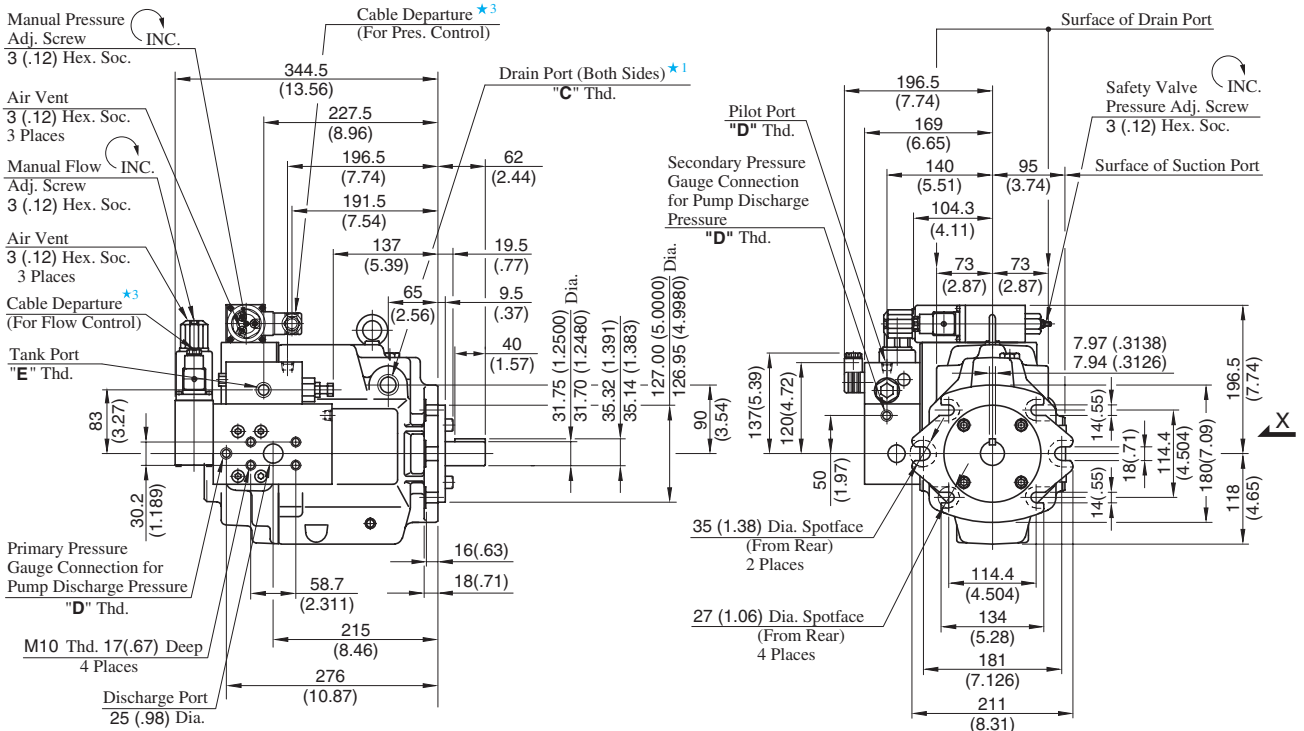 Manual Pressure
Adj. Screw
INC.
3 (.12) Hex. Soc.
Air Vent
3 (.12) Hex. Soc.
3 Places
Manual Flow
INC.
Adj. Screw
3 (.12) Hex. Soc.
Air Vent
3 (.12) Hex. Soc.
3 Places
Cable Departure ★3
(For Flow Control)
Tank Port
"E" Thd.
83
(3.27)
30.2
(1.189)
Primary Pressure
Gauge Connection for
Pump Discharge Pressure
"D" Thd.
M10 Thd. 17(.67) Deep
4 Places
Discharge Port
25 (.98) Dia.
Cable Departure ★3
(For Pres. Control)
Drain Port (Both Sides) ★1
"C" Thd.
344.5
(13.56)
227.5
(8.96)
196.5
(7.74)
62
(2.44)
191.5
(7.54)
137
(5.39)
19.5
(.77)
65
(2.56)
9.5
(.37)
40
(1.57)
31.75 (1.2500) Dia.
31.70 (1.2480)
35.32 (1.391)
35.14 (1.383)
127.00 (5.0000) Dia.
126.95 (4.9980)
90
(3.54)
16(.63)
18(.71)
58.7
(2.311)
215
(8.46)
276
(10.87)
Surface of Drain Port
196.5
(7.74)
Safety Valve
INC.
Pressure Adj. Screw
3 (.12) Hex. Soc.
Pilot Port
"D" Thd.
169
(6.65)
Secondary Pressure
Gauge Connection
for Pump Discharge
Pressure
"D" Thd.
140
(5.51)
95
(3.74)
Surface of Suction Port
104.3
(4.11)
73
(2.87)
73
(2.87)
7.97 (.3138)
7.94 (.3126)
196.5
(7.74)
137(5.39)
120(4.72)
50
(1.97)
14(.55)
18(.71)
114.4
(4.504)
180(7.09)
14(.55)
118
(4.65)
X
35 (1.38) Dia. Spotface
(From Rear)
2 Places
27 (1.06) Dia. Spotface
(From Rear)
4 Places
114.4
(4.504)
134
(5.28)
181
(7.126)
211
(8.31)